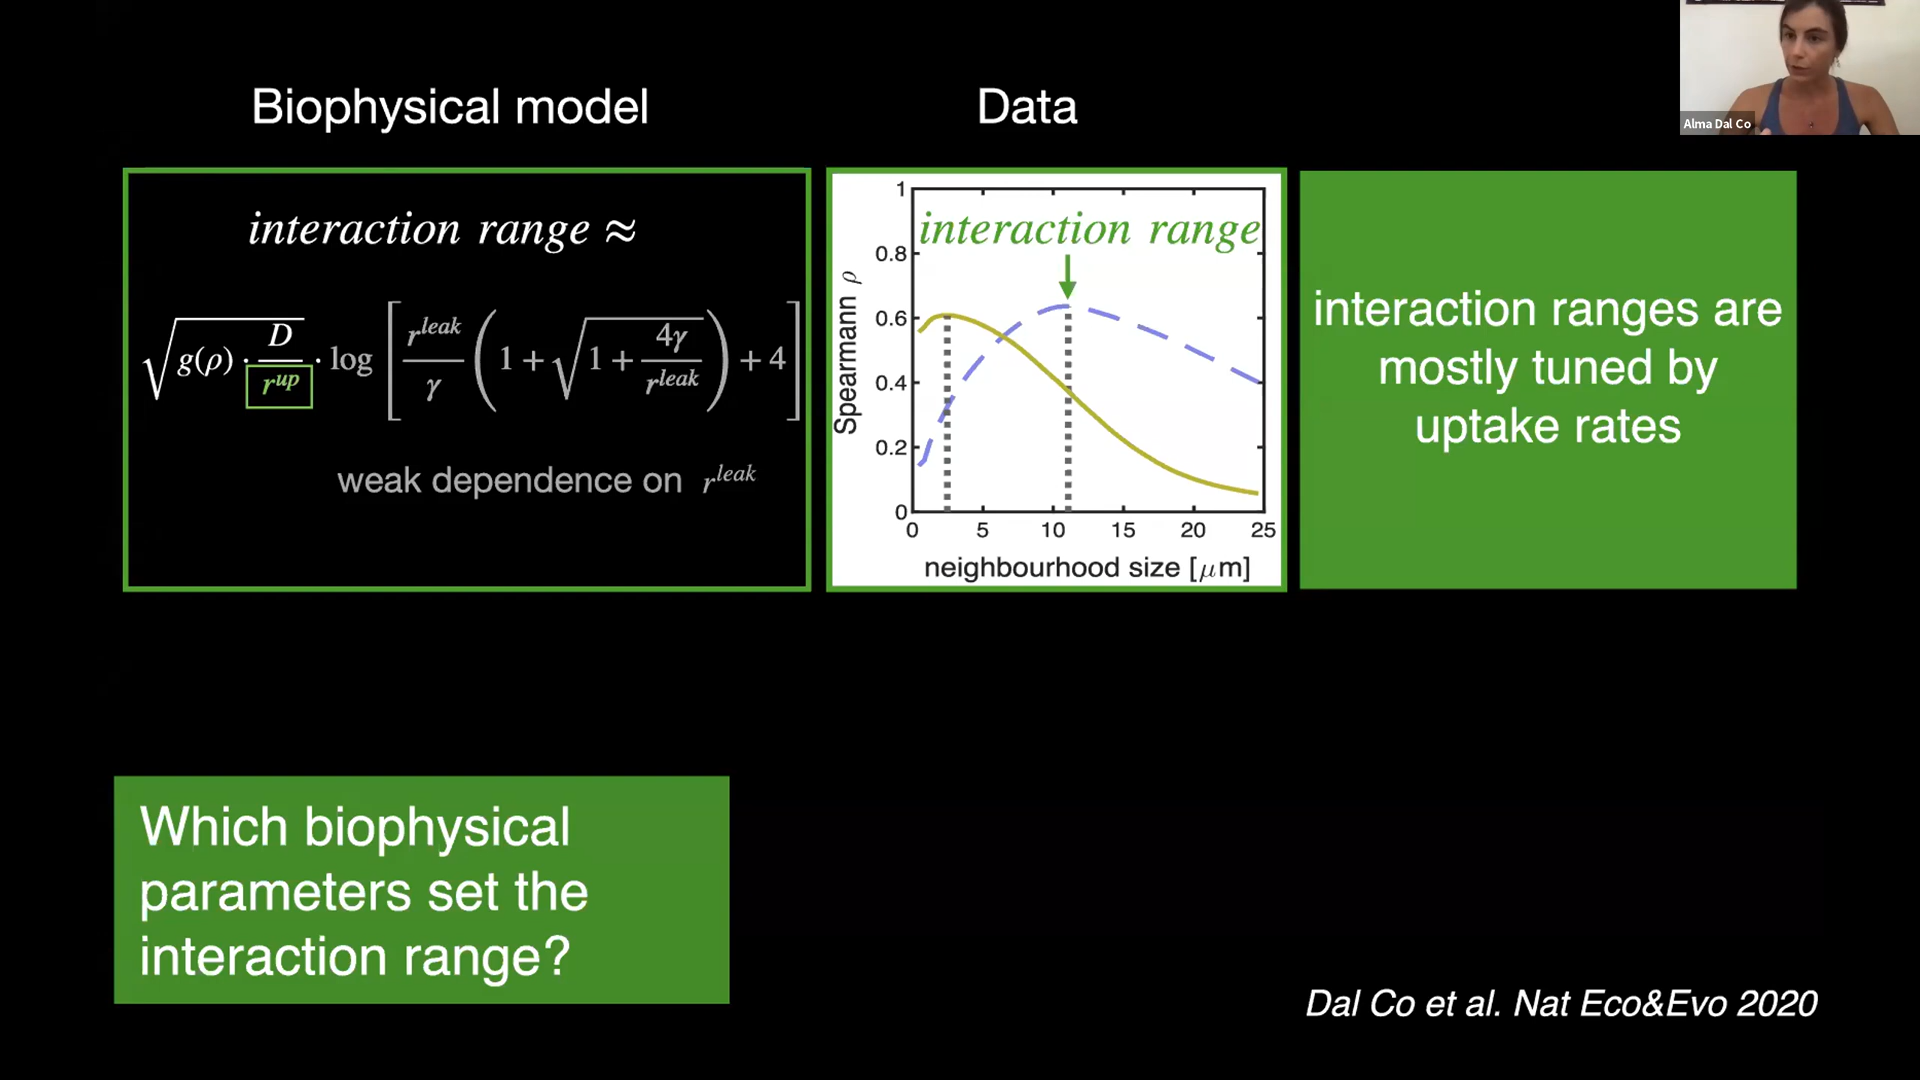 Biophysical model
Data
Alma Dal Co
interaction range ≈
√(g(ρ) · D / r^up) · log [ r^leak / γ ( 1 + √(1 + 4γ / r^leak) ) + 4 ]
weak dependence on r^leak
interaction range
Spearmann ρ
1
0.8
0.6
0.4
0.2
0
0 5 10 15 20 25
neighbourhood size [μm]
interaction ranges are
mostly tuned by
uptake rates
Which biophysical
parameters set the
interaction range?
Dal Co et al. Nat Eco&Evo 2020